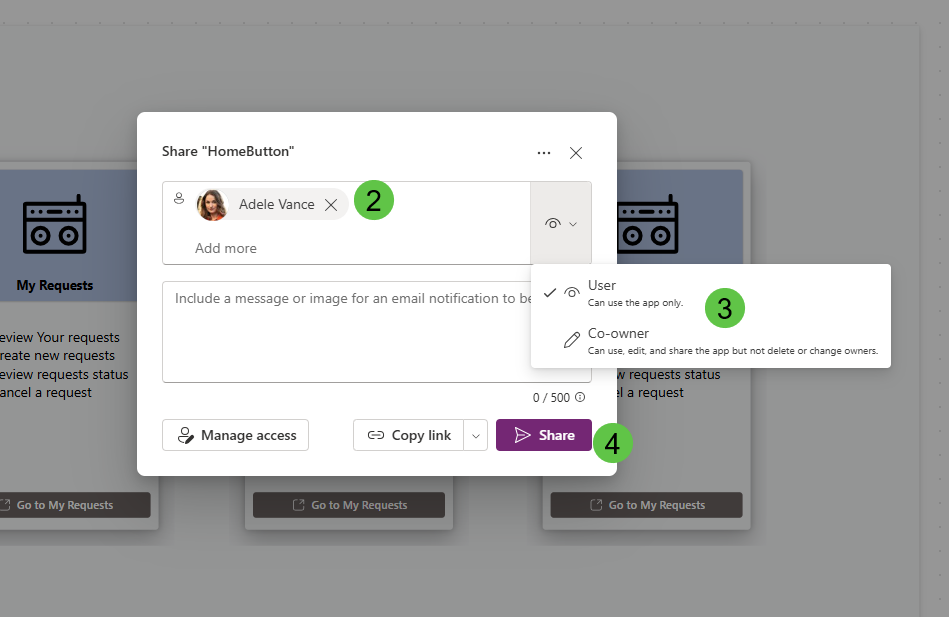 Share "HomeButton"
Adele Vance
2
Add more
Include a message or image for an email notification to be
User
Can use the app only.
3
Co-owner
Can use, edit, and share the app but not delete or change owners.
0 / 500
Manage access
Copy link
Share
4
My Requests
eview Your requests
reate new requests
eview requests status
ancel a request
Go to My Requests
Go to My Requests
w requests status
el a request
Go to My Requests